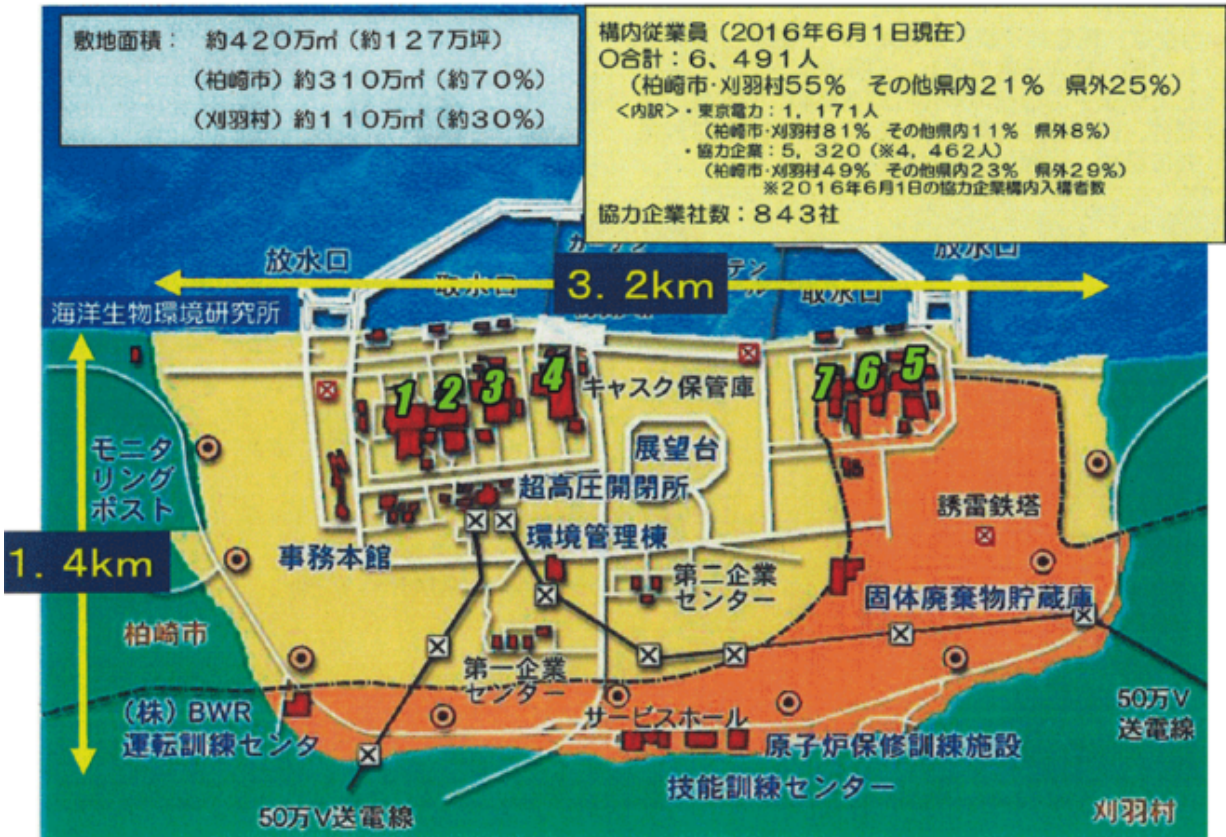 敷地面積： 約420万㎡（約127万坪）
（柏崎市）約310万㎡（約70%）
（刈羽村）約110万㎡（約30%）
構内従業員（2016年6月1日現在）
〇合計：6、491人
（柏崎市・刈羽村55% その他県内21% 県外25%）
<内訳>・東京電力：1，171人
（柏崎市・刈羽村81% その他県内11% 県外8%）
・協力企業：5，320（※4，462人）
（柏崎市・刈羽村49% その他県内23% 県外29%）
※2016年6月1日の協力企業構内入構者数
協力企業社数：843社
放水口
放水口
取水口
3．2km
取水口
海洋生物環境研究所
1
2
3
4
7
6
5
キャスク保管庫
モニタ
リング
ポスト
展望台
超高圧開閉所
誘雷鉄塔
環境管理棟
事務本館
1．4km
第二企業
センター
固体廃棄物貯蔵庫
柏崎市
第一企業
センター
（株）BWR
運転訓練センタ
サービスホール
原子炉保修訓練施設
50万V
送電線
技能訓練センター
50万V送電線
刈羽村